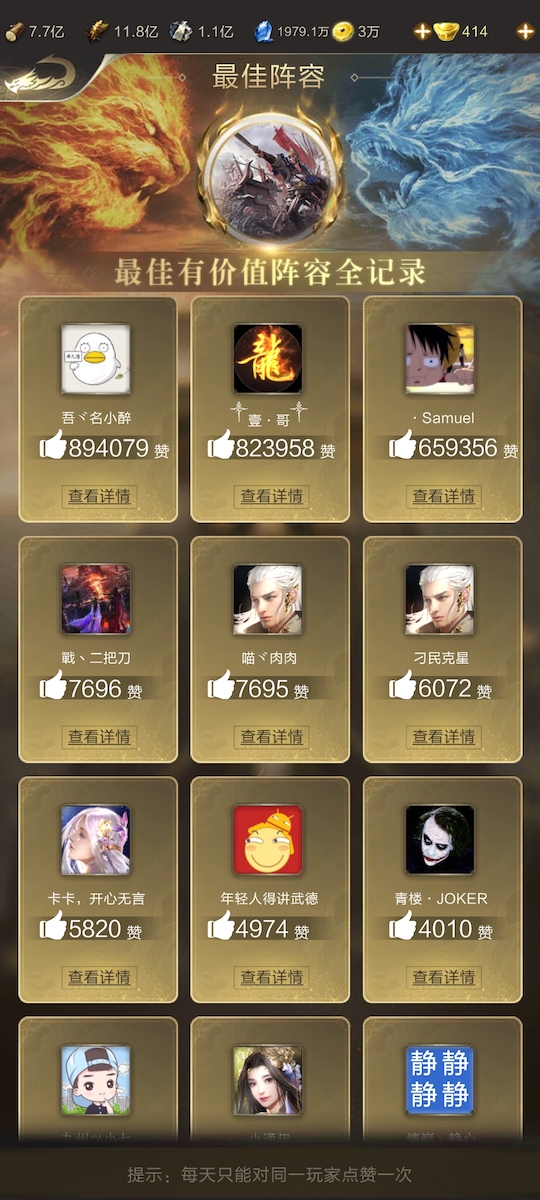 7.7亿 11.8亿 1.1亿 1979.1万 3万 414
最佳阵容
最佳有价值阵容全记录
吾ヾ名小醉 壹·哥 ·Samuel
894079 赞 823958 赞 659356 赞
查看详情 查看详情 查看详情
戰丶二把刀 喵ヾ肉肉 刁民克星
7696 赞 7695 赞 6072 赞
查看详情 查看详情 查看详情
龍
卡卡，开心无言 年轻人得讲武德 青楼·JOKER
5820 赞 4974 赞 4010 赞
查看详情 查看详情 查看详情
静 静
静 静
提示：每天只能对同一玩家点赞一次